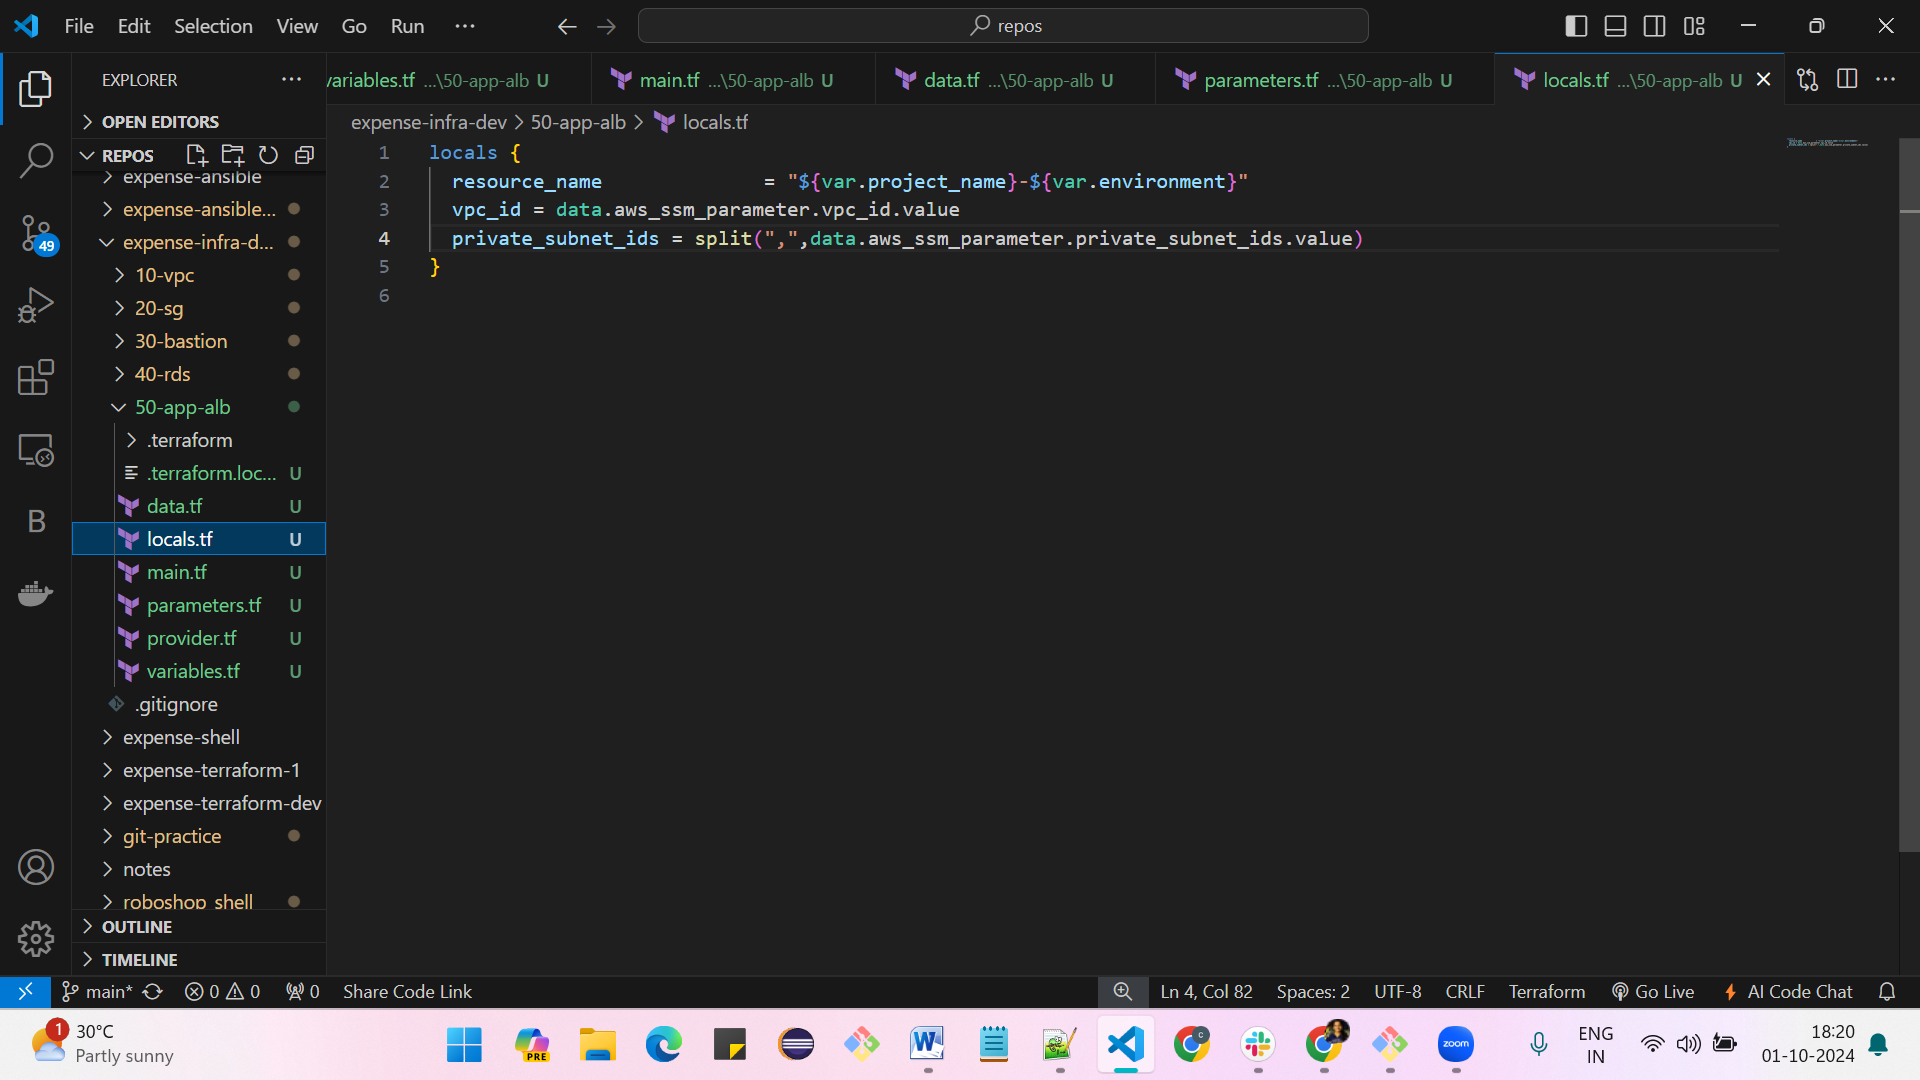 File Edit Selection View Go Run ...
repos
EXPLORER
variables.tf ...\50-app-alb U
main.tf ...\50-app-alb U
data.tf ...\50-app-alb U
parameters.tf ...\50-app-alb U
locals.tf ...\50-app-alb U
OPEN EDITORS
REPOS
expense-ansible
expense-ansible...
expense-infra-d...
10-vpc
20-sg
30-bastion
40-rds
50-app-alb
.terraform
.terraform.loc... U
data.tf U
locals.tf U
main.tf U
parameters.tf U
provider.tf U
variables.tf U
.gitignore
expense-shell
expense-terraform-1
expense-terraform-dev
git-practice
notes
roboshop_shell
OUTLINE
TIMELINE
49
B
expense-infra-dev > 50-app-alb > locals.tf
1 locals {
2 resource_name = "${var.project_name}-${var.environment}"
3 vpc_id = data.aws_ssm_parameter.vpc_id.value
4 private_subnet_ids = split(",",data.aws_ssm_parameter.private_subnet_ids.value)
5 }
6
main* 0 0 0 Share Code Link
Ln 4, Col 82 Spaces: 2 UTF-8 CRLF Terraform Go Live AI Code Chat
1
30°C
Partly sunny
PRE
W
C
zoom
ENG
IN
18:20
01-10-2024